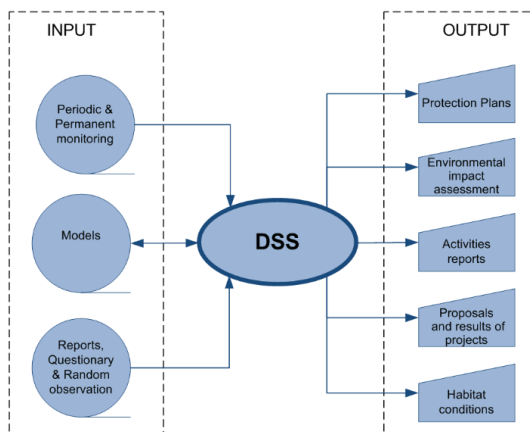 INPUT
Periodic &
Permanent
monitoring
Models
Reports,
Questionary
& Random
observation
DSS
OUTPUT
Protection Plans
Environmental
impact
assessment
Activities
reports
Proposals
and results of
projects
Habitat
conditions